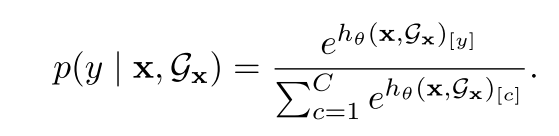 p(y | 𝐱, 𝒢_𝐱) = e^{h_θ(𝐱,𝒢_𝐱)_{[y]}} / ∑_{c=1}^{C} e^{h_θ(𝐱,𝒢_𝐱)_{[c]}}.